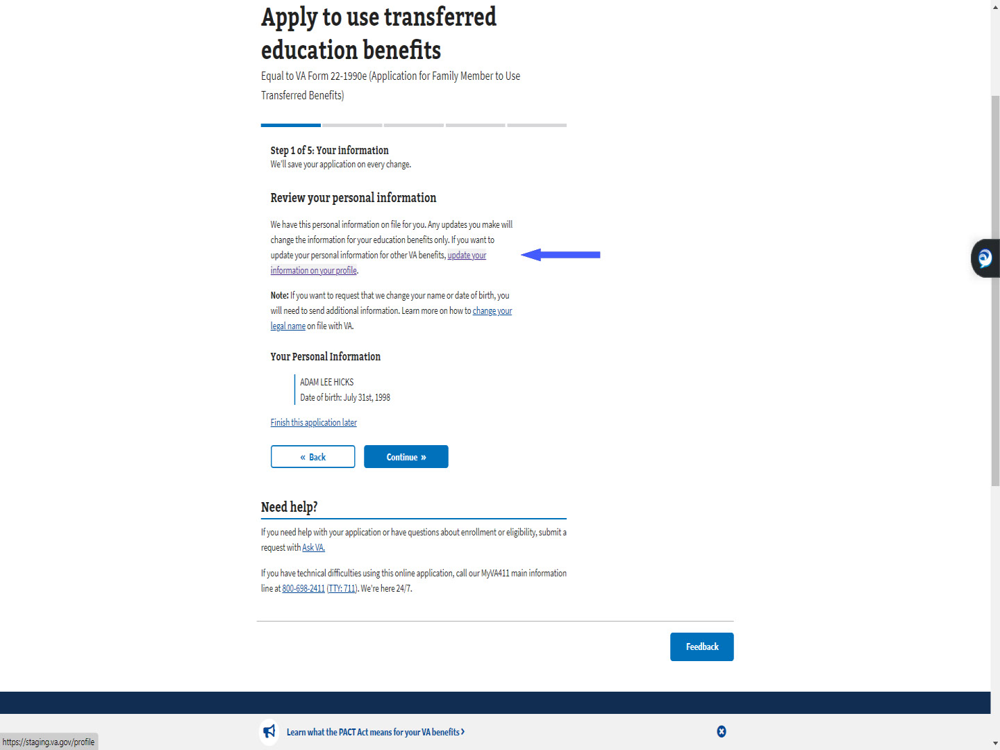 Apply to use transferred
education benefits
Equal to VA Form 22-1990e (Application for Family Member to Use
Transferred Benefits)
Step 1 of 5: Your information
We'll save your application on every change.
Review your personal information
We have this personal information on file for you. Any updates you make will
change the information for your education benefits only. If you want to
update your personal information for other VA benefits, update your
information on your profile.
Note: If you want to request that we change your name or date of birth, you
will need to send additional information. Learn more on how to change your
legal name on file with VA.
Your Personal Information
ADAM LEE HICKS
Date of birth: July 31st, 1998
Finish this application later
« Back
Continue »
Need help?
If you need help with your application or have questions about enrollment or eligibility, submit a
request with Ask VA.
If you have technical difficulties using this online application, call our MyVA411 main information
line at 800-698-2411 (TTY: 711). We're here 24/7.
Feedback
Learn what the PACT Act means for your VA benefits ›
https://staging.va.gov/profile